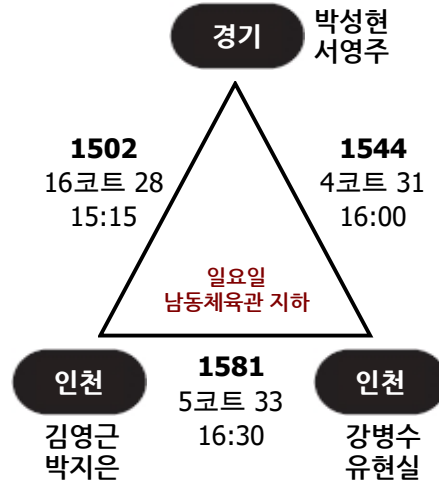 경기
박성현
서영주
1502
16코트 28
15:15
1544
4코트 31
16:00
일요일
남동체육관 지하
인천
김영근
박지은
1581
5코트 33
16:30
인천
강병수
유현실